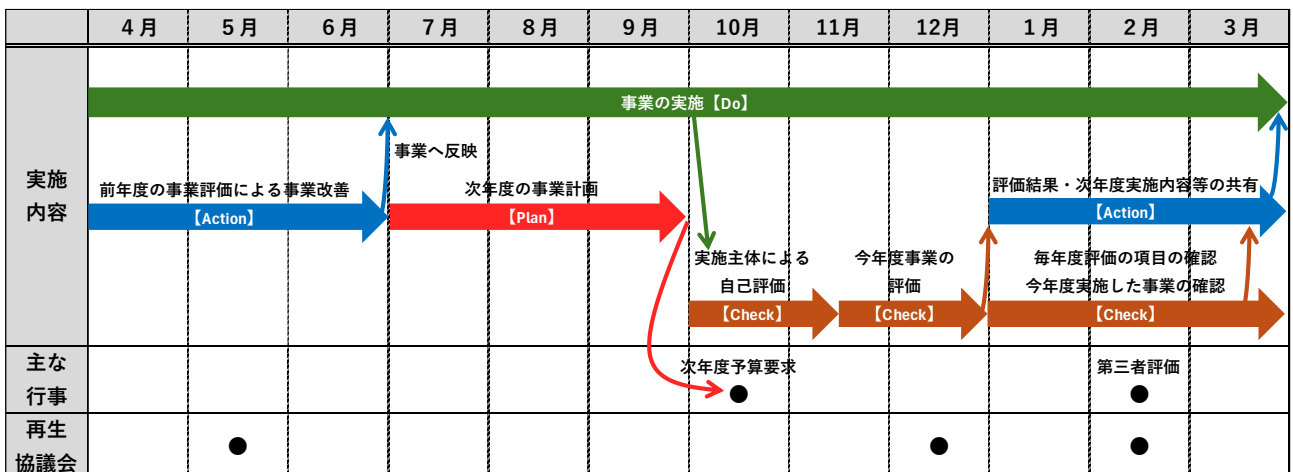 4月 5月 6月 7月 8月 9月 10月 11月 12月 1月 2月 3月
実施
内容
事業の実施【Do】
事業へ反映
前年度の事業評価による事業改善
【Action】
次年度の事業計画
【Plan】
評価結果・次年度実施内容等の共有
【Action】
実施主体による
自己評価
【Check】
今年度事業の
評価
【Check】
毎年度評価の項目の確認
今年度実施した事業の確認
【Check】
主な
行事
次年度予算要求
第三者評価
再生
協議会